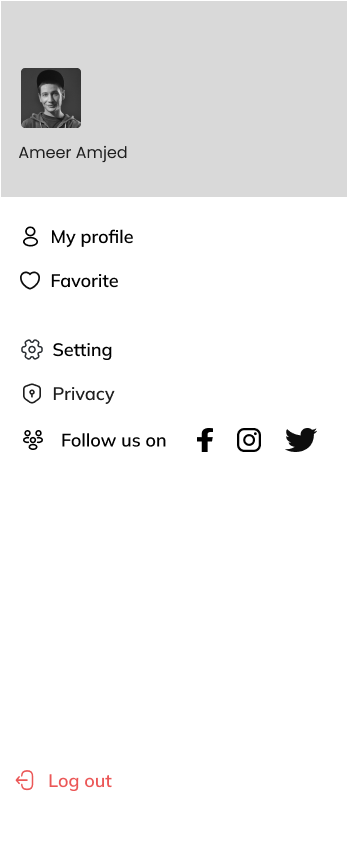 Ameer Amjed
My profile
Favorite
Setting
Privacy
Follow us on
Log out